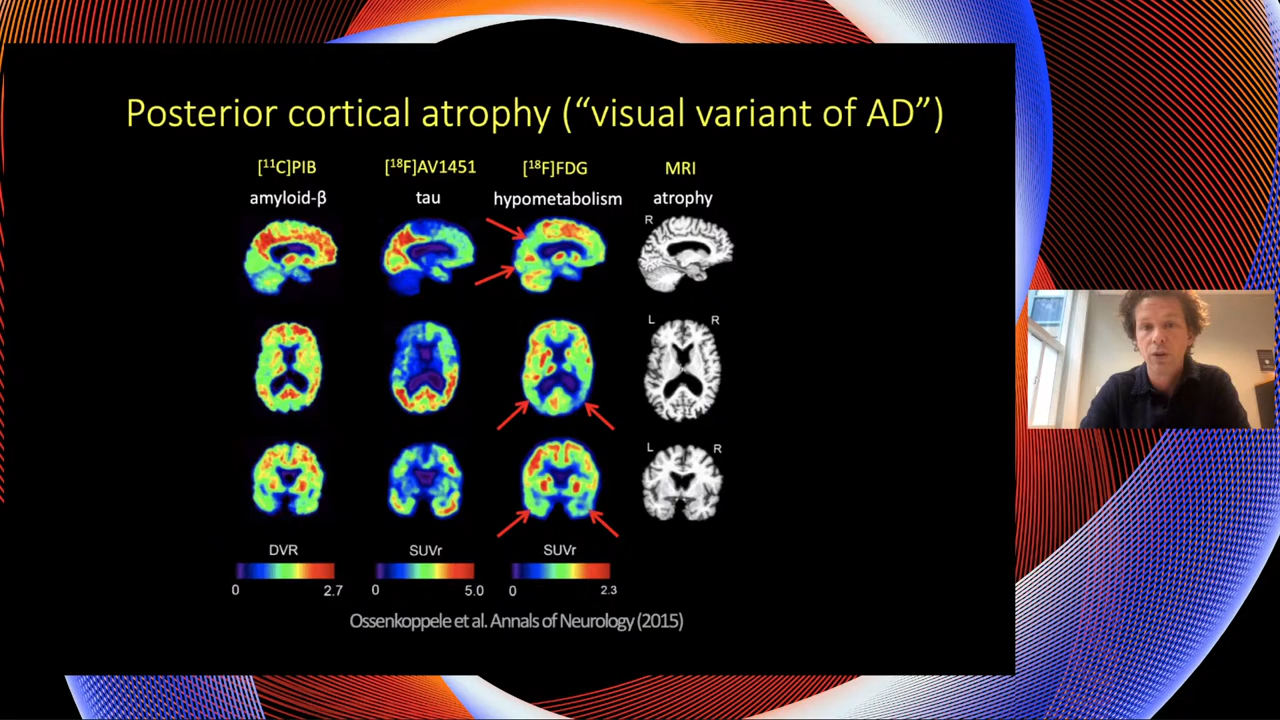 Posterior cortical atrophy (“visual variant of AD”)
[¹¹C]PIB [¹⁸F]AV1451 [¹⁸F]FDG MRI
amyloid-β tau hypometabolism atrophy
R
L R
L R
DVR SUVr SUVr
0 2.7 0 5.0 0 2.3
Ossenkoppele et al. Annals of Neurology (2015)